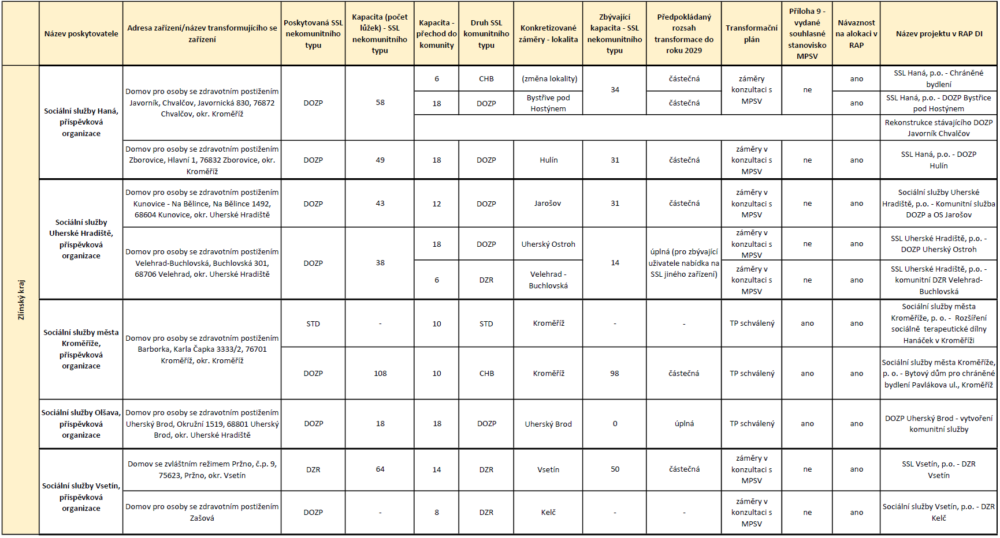 Název poskytovatele
Adresa zařízení/název transformujícího se
zařízení
Poskytovaná SSL
nekomunitního
typu
Kapacita (počet
lůžek) - SSL
nekomunitního
typu
Kapacita -
přechod do
komunity
Druh SSL
komunitního
typu
Konkretizované
záměry - lokalita
Zbývající
kapacita - SSL
nekomunitního
typu
Předpokládaný
rozsah
transformace do
roku 2029
Transformační
plán
Příloha 9 -
vydané
souhlasné
stanovisko
MPSV
Návaznost
na alokaci v
RAP
Název projektu v RAP DI
Zlínský kraj
Sociální služby Haná,
příspěvková
organizace
Domov pro osoby se zdravotním postižením
Javorník, Chvalčov, Javornická 830, 76872
Chvalčov, okr. Kroměříž
DOZP
58
6
CHB
(změna lokality)
34
částečná
záměry
konzultaci s
MPSV
ne
ano
SSL Haná, p.o. - Chráněné
bydlení
18
DOZP
Bystřive pod
Hostýnem
částečná
ano
SSL Haná, p.o. - DOZP Bystřice
pod Hostýnem
Rekonstrukce stávajícího DOZP
Javorník Chvalčov
Domov pro osoby se zdravotním postižením
Zborovice, Hlavní 1, 76832 Zborovice, okr.
Kroměříž
DOZP
49
18
DOZP
Hulín
31
částečná
záměry v
konzultaci s
MPSV
ne
ano
SSL Haná, p.o. - DOZP
Hulín
Sociální služby
Uherské Hradiště,
příspěvková
organizace
Domov pro osoby se zdravotním postižením
Kunovice - Na Bělince, Na Bělince 1492,
68604 Kunovice, okr. Uherské Hradiště
DOZP
43
12
DOZP
Jarošov
31
částečná
záměry v
konzultaci s
MPSV
ne
ano
Sociální služby Uherské
Hradiště, p.o. - Komunitní služba
DOZP a OS Jarošov
Domov pro osoby se zdravotním postižením
Velehrad-Buchlovská, Buchlovská 301,
68706 Velehrad, okr. Uherské Hradiště
DOZP
38
18
DOZP
Uherský Ostroh
14
úplná (pro zbývající
uživatele nabídka na
SSL jiného zařízení)
záměry v
konzultaci s
MPSV
ne
ano
SSL Uherské Hradiště, p.o. -
DOZP Uherský Ostroh
6
DZR
Velehrad -
Buchlovská
záměry v
konzultaci s
MPSV
ne
ano
SSL Uherské Hradiště, p.o. -
komunitní DZR Velehrad-
Buchlovská
Sociální služby města
Kroměříže,
příspěvková
organizace
Domov pro osoby se zdravotním postižením
Barborka, Karla Čapka 3333/2, 76701
Kroměříž, okr. Kroměříž
STD
-
10
STD
Kroměříž
-
-
TP schválený
ano
ano
Sociální služby města
Kroměříže, p. o. - Rozšíření
sociálně terapeutické dílny
Hanáček v Kroměříži
DOZP
108
10
CHB
Kroměříž
98
částečná
TP schválený
ano
ano
Sociální služby města Kroměříže,
p. o. - Bytový dům pro chráněné
bydlení Pavlákova ul., Kroměříž
Sociální služby Olšava,
příspěvková
organizace
Domov pro osoby se zdravotním postižením
Uherský Brod, Okružní 1519, 68801 Uherský
Brod, okr. Uherské Hradiště
DOZP
18
18
DOZP
Uherský Brod
0
úplná
TP schválený
ano
ano
DOZP Uherský Brod - vytvoření
komunitní služby
Sociální služby Vsetín,
příspěvková
organizace
Domov se zvláštním režimem Pržno, č.p. 9,
75623, Pržno, okr. Vsetín
DZR
64
14
DZR
Vsetín
50
částečná
záměry v
konzultaci s
MPSV
ne
ano
SSL Vsetín, p.o. - DZR
Vsetín
Domov pro osoby se zdravotním postižením
Zašová
DOZP
-
8
DZR
Kelč
-
-
záměry v
konzultaci s
MPSV
ne
ano
Sociální služby Vsetín, p.o. - DZR
Kelč